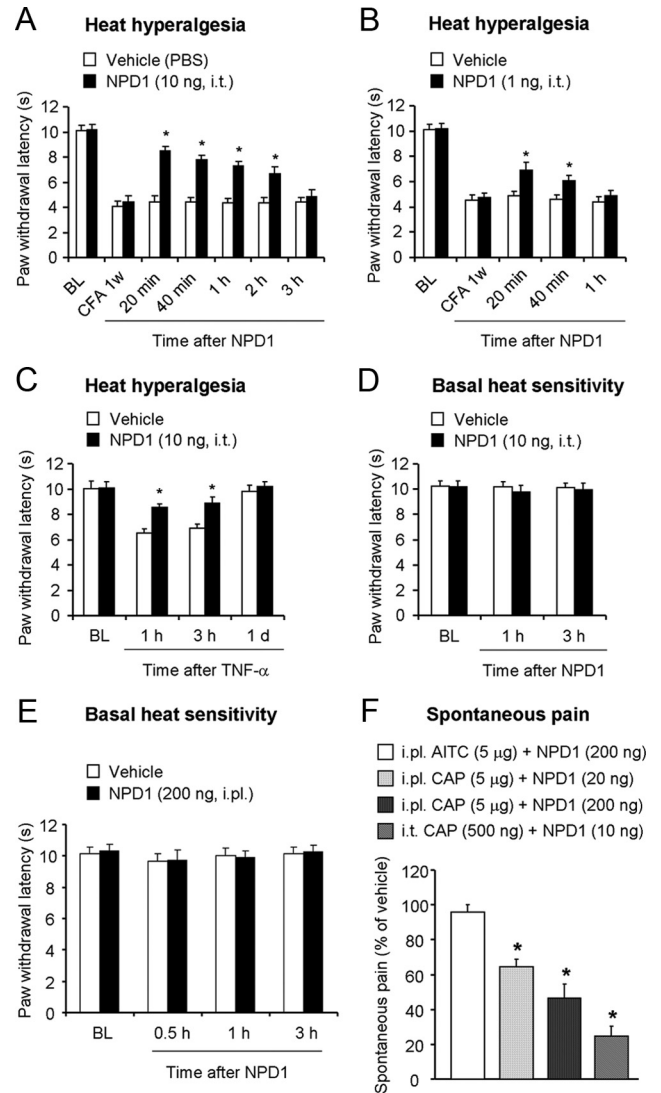 A Heat hyperalgesia
Vehicle (PBS)
NPD1 (10 ng, i.t.)
Paw withdrawal latency (s)
12
10
8
6
4
2
0
BL CFA 1w 20 min 40 min 1 h 2 h 3 h
* * * *
Time after NPD1
B Heat hyperalgesia
Vehicle
NPD1 (1 ng, i.t.)
Paw withdrawal latency (s)
12
10
8
6
4
2
0
* *
BL CFA 1w 20 min 40 min 1 h
Time after NPD1
C Heat hyperalgesia
Vehicle
NPD1 (10 ng, i.t.)
Paw withdrawal latency (s)
12
10
8
6
4
2
0
* *
BL 1 h 3 h 1 d
Time after TNF-α
D Basal heat sensitivity
Vehicle
NPD1 (10 ng, i.t.)
Paw withdrawal latency (s)
12
10
8
6
4
2
0
BL 1 h 3 h
Time after NPD1
E Basal heat sensitivity
Vehicle
NPD1 (200 ng, i.pl.)
Paw withdrawal latency (s)
12
10
8
6
4
2
0
BL 0.5 h 1 h 3 h
Time after NPD1
F Spontaneous pain
i.pl. AITC (5 μg) + NPD1 (200 ng)
i.pl. CAP (5 μg) + NPD1 (20 ng)
i.pl. CAP (5 μg) + NPD1 (200 ng)
i.t. CAP (500 ng) + NPD1 (10 ng)
Spontaneous pain (% of vehicle)
120
100
80
60
40
20
0
* * *